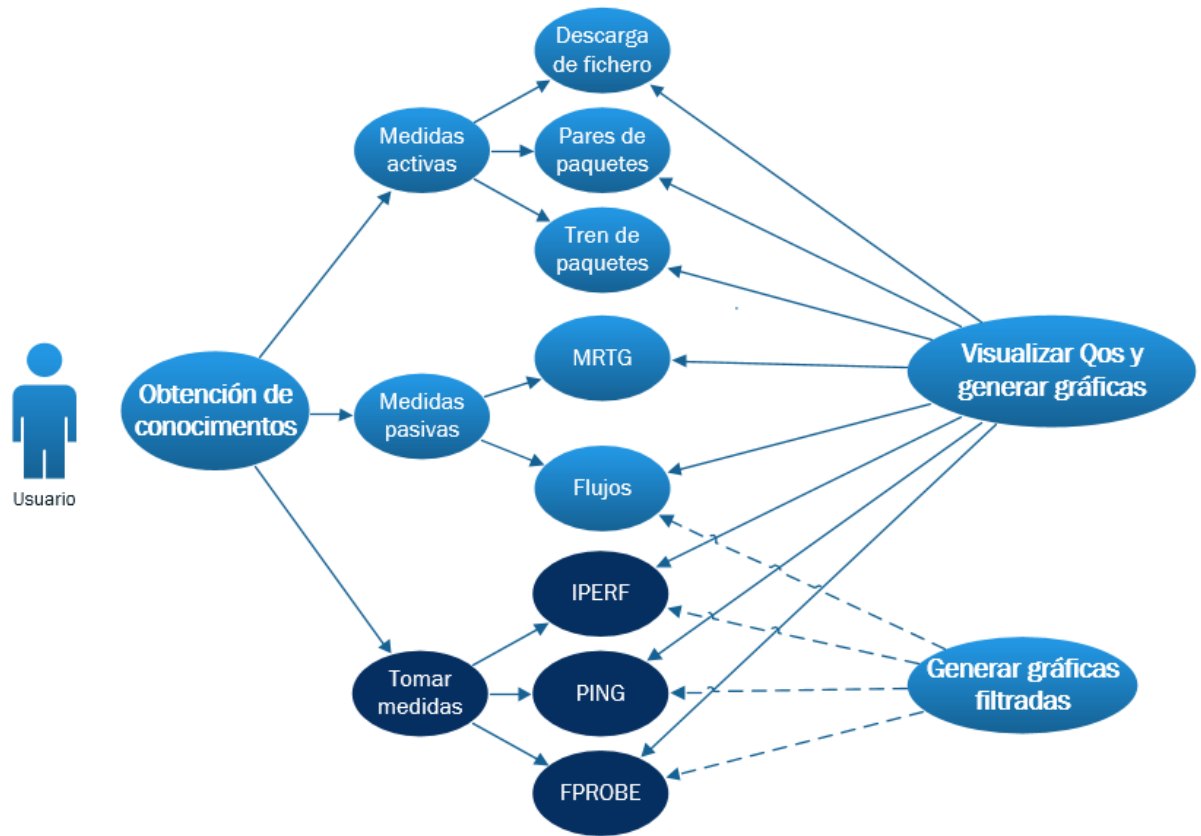 Descarga
de fichero
Medidas
activas
Pares de
paquetes
Tren de
paquetes
Usuario
Obtención de
conocimientos
Medidas
pasivas
MRTG
Flujos
Visualizar Qos y
generar gráficas
Tomar
medidas
IPERF
PING
FPROBE
Generar gráficas
filtradas